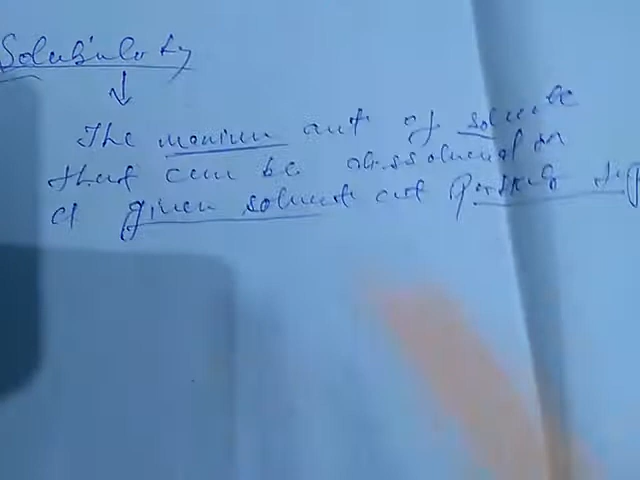 Solubility
The maximum amt of solute
that can be dissolved in
a given solvent at